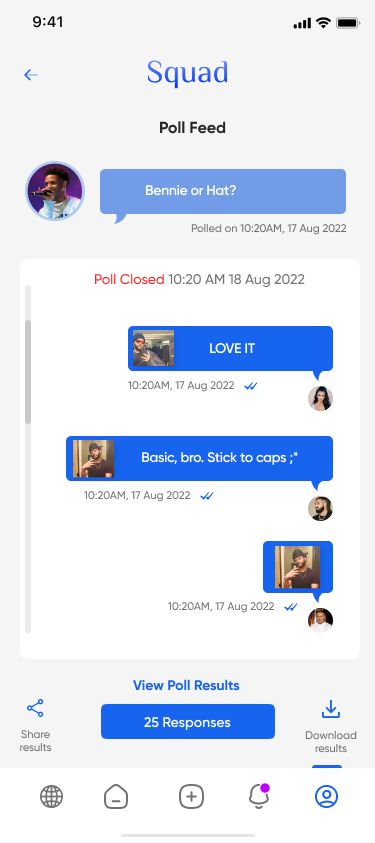 9:41
Squad
Poll Feed
Bennie or Hat?
Polled on 10:20AM, 17 Aug 2022
Poll Closed 10:20 AM 18 Aug 2022
LOVE IT
10:20AM, 17 Aug 2022
Basic, bro. Stick to caps ;*
10:20AM, 17 Aug 2022
10:20AM, 17 Aug 2022
View Poll Results
25 Responses
Share
results
Download
results